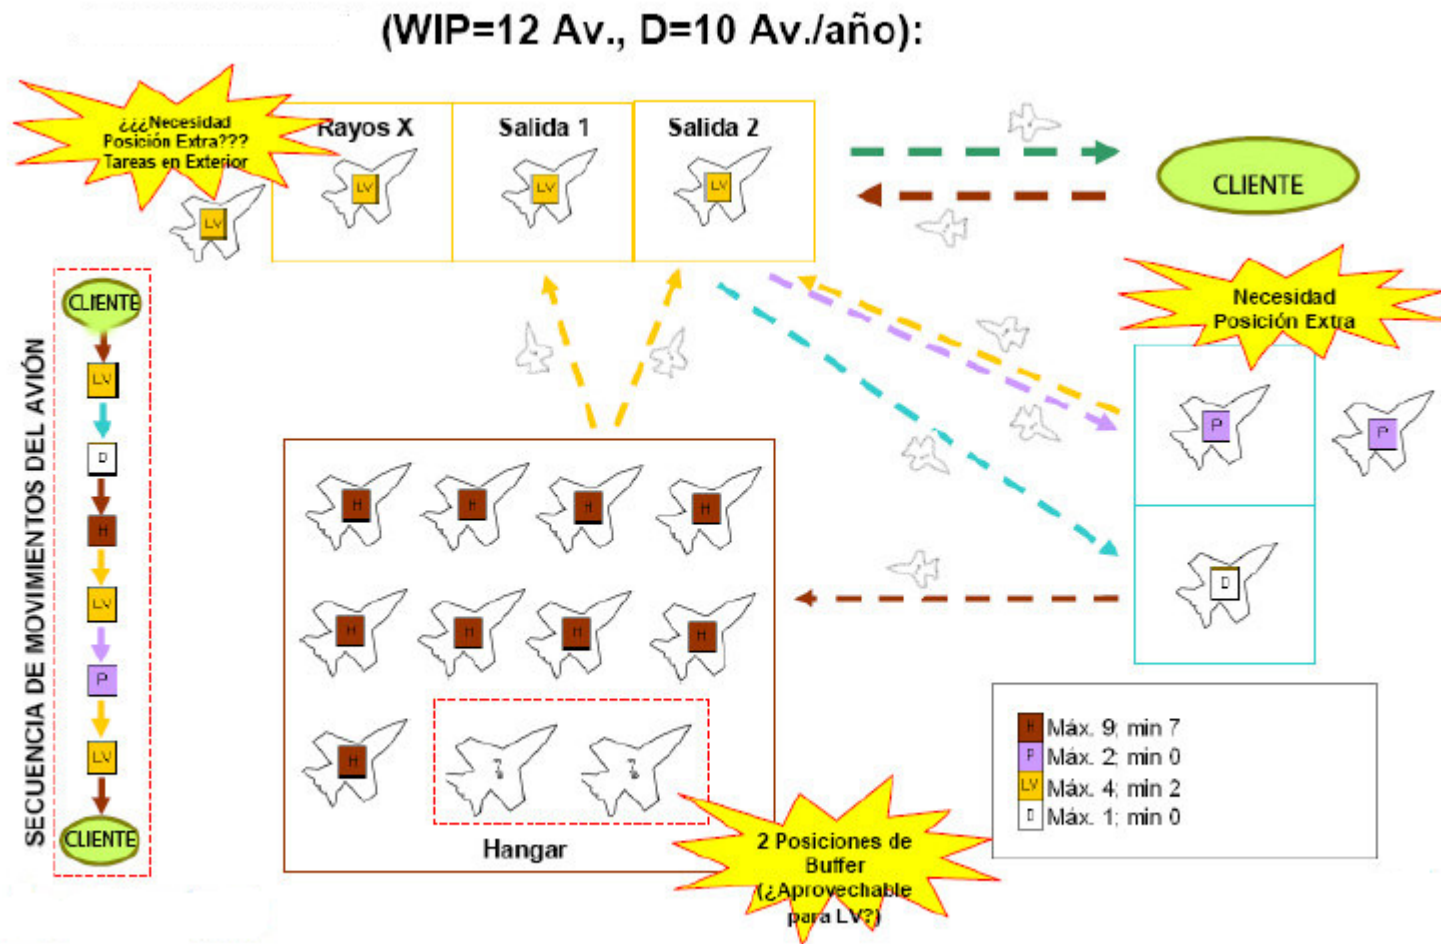 (WIP=12 Av., D=10 Av./año):
¿¿¿Necesidad
Posición Extra???
Tareas en Exterior
Rayos X
Salida 1
Salida 2
LV
LV
LV
LV
CLIENTE
Necesidad
Posición Extra
P
P
D
SECUENCIA DE MOVIMIENTOS DEL AVIÓN
CLIENTE
LV
D
H
LV
P
LV
CLIENTE
H
H
H
H
H
H
H
H
H
Hangar
2 Posiciones de
Buffer
(¿Aprovechable
para LV?)
H Máx. 9; min 7
P Máx. 2; min 0
LV Máx. 4; min 2
D Máx. 1; min 0